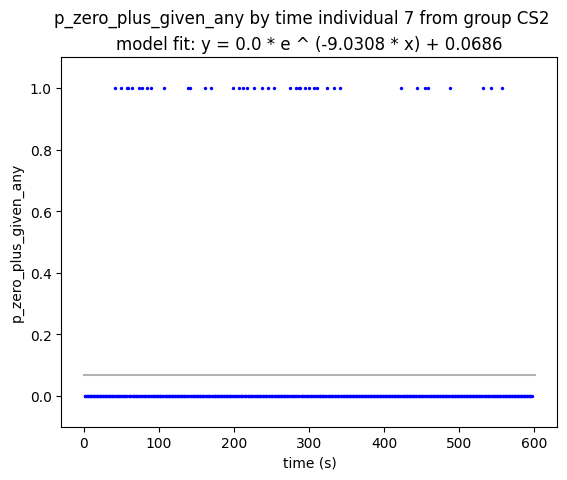 p_zero_plus_given_any by time individual 7 from group CS2
model fit: y = 0.0 * e ^ (-9.0308 * x) + 0.0686
1.0
0.8
0.6
0.4
0.2
0.0
p_zero_plus_given_any
0 100 200 300 400 500 600
time (s)